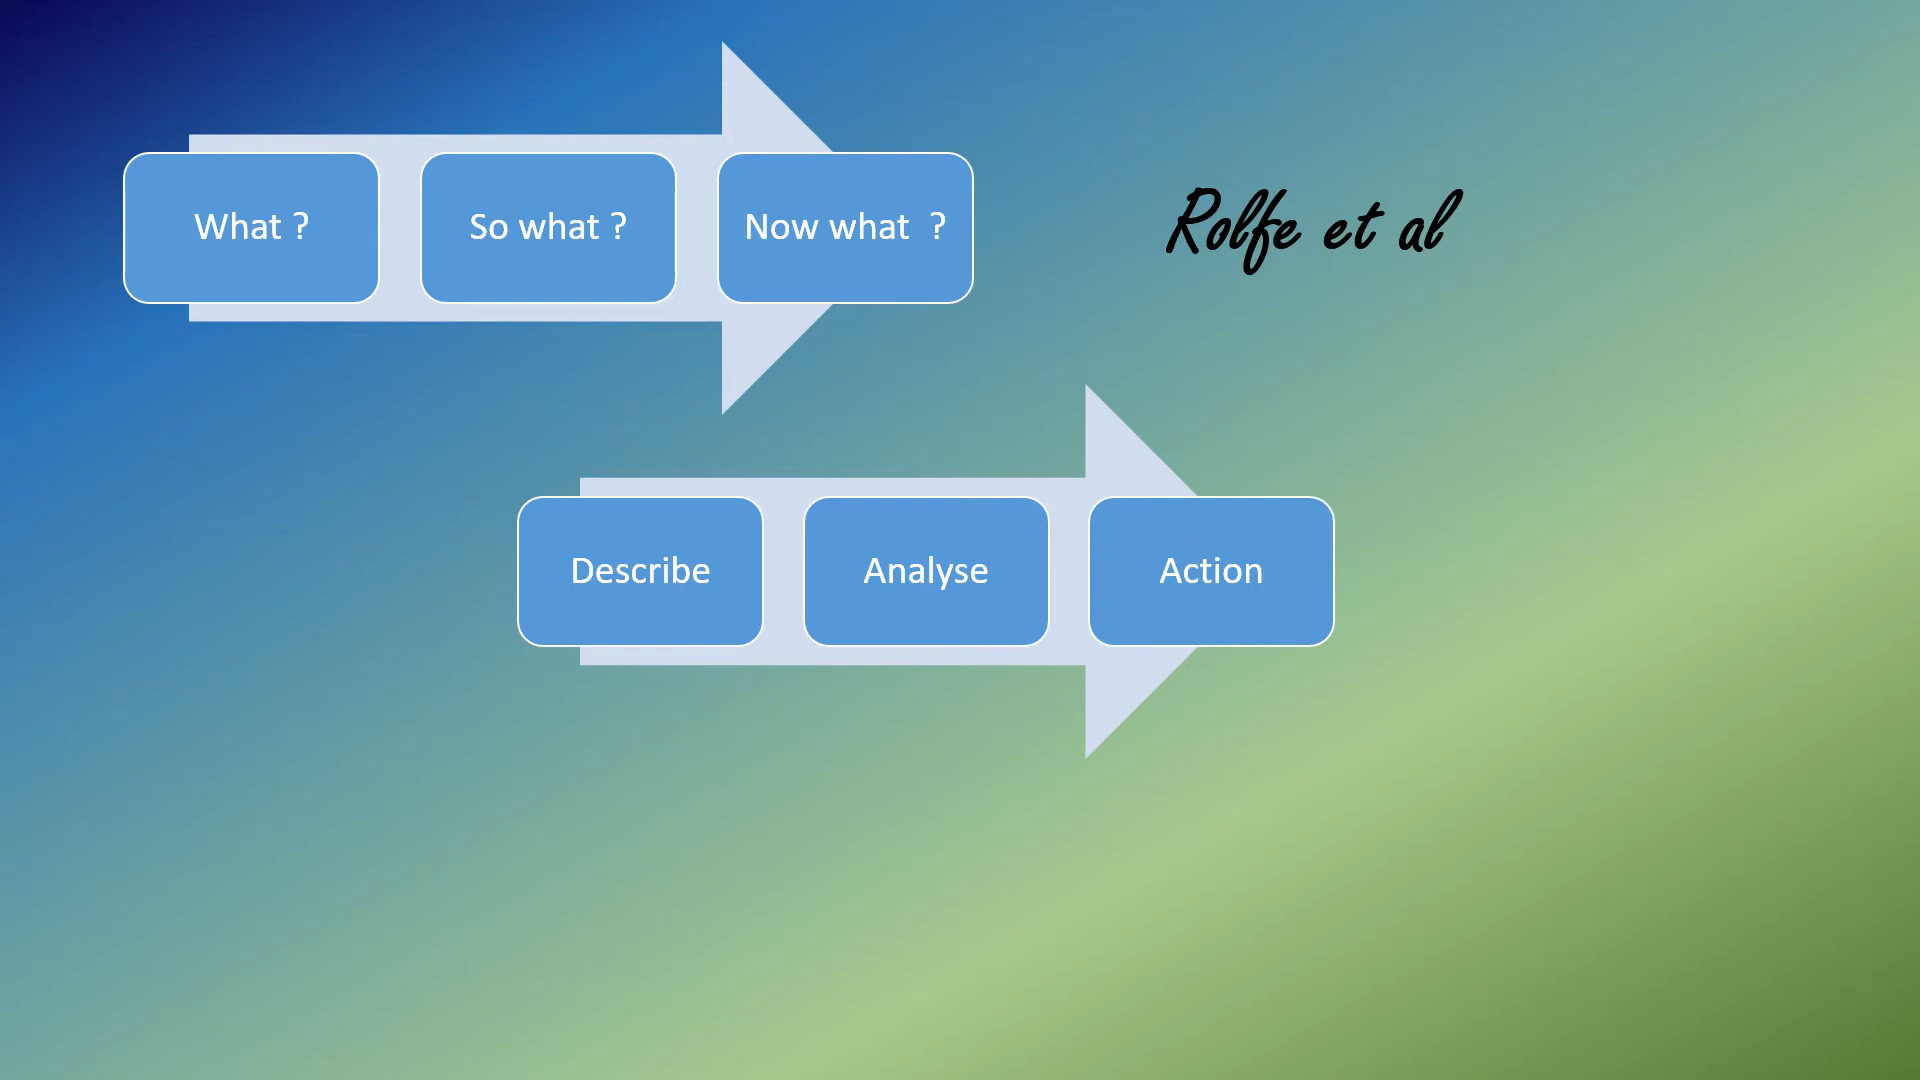 What ?
So what ?
Now what  ?
Rolfe et al
Describe
Analyse
Action